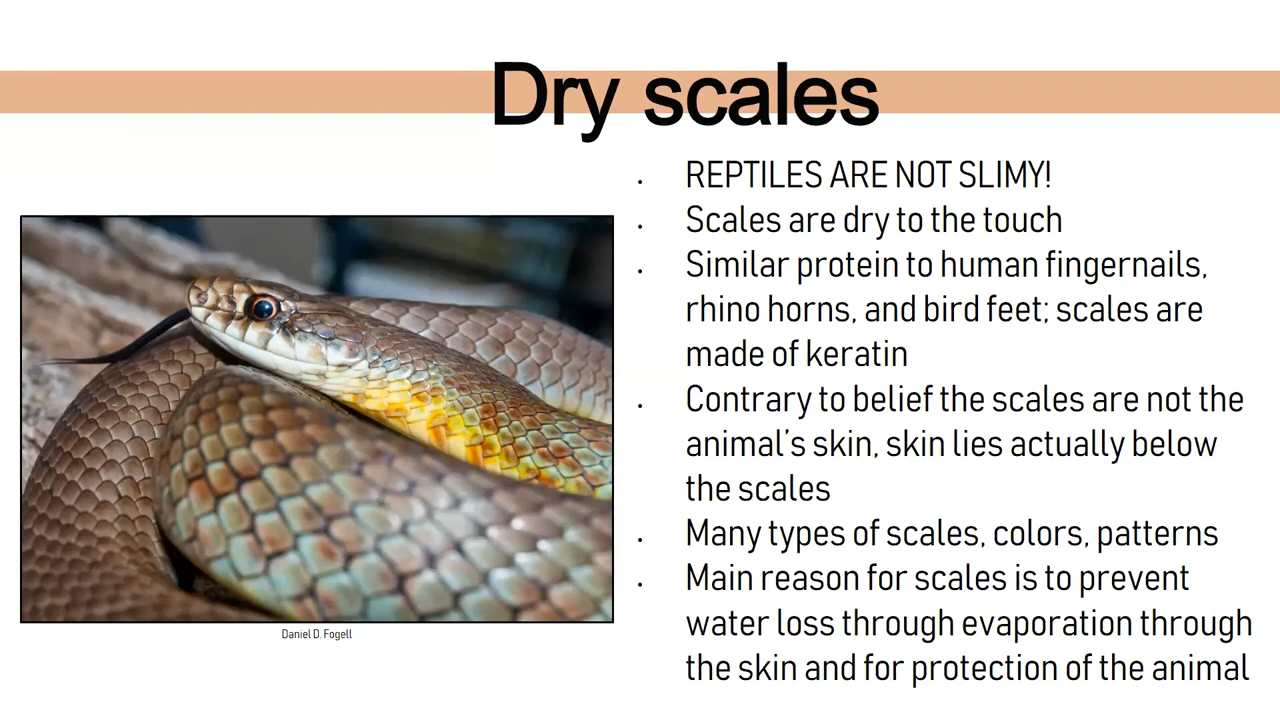 Dry scales
REPTILES ARE NOT SLIMY!
Scales are dry to the touch
Similar protein to human fingernails,
rhino horns, and bird feet; scales are
made of keratin
Contrary to belief the scales are not the
animal's skin, skin lies actually below
the scales
Many types of scales, colors, patterns
Main reason for scales is to prevent
water loss through evaporation through
the skin and for protection of the animal
Daniel D. Fogell